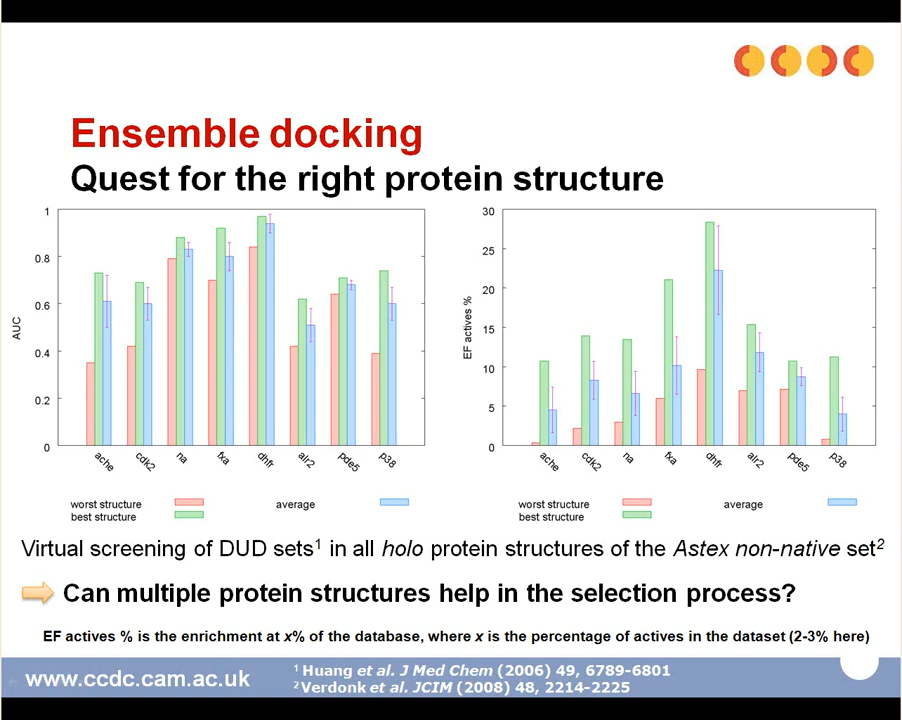 Ensemble docking
Quest for the right protein structure
1
0.8
0.6
0.4
0.2
0
AUC
ache
cdk2
na
fxa
dhfr
alr2
pde5
p38
worst structure
best structure
average
30
25
20
15
10
5
0
EF actives %
ache
cdk2
na
fxa
dhfr
alr2
pde5
p38
worst structure
best structure
average
Virtual screening of DUD sets¹ in all holo protein structures of the Astex non-native set²
Can multiple protein structures help in the selection process?
EF actives % is the enrichment at x% of the database, where x is the percentage of actives in the dataset (2-3% here)
www.ccdc.cam.ac.uk
¹ Huang et al. J Med Chem (2006) 49, 6789-6801
² Verdonk et al. JCIM (2008) 48, 2214-2225